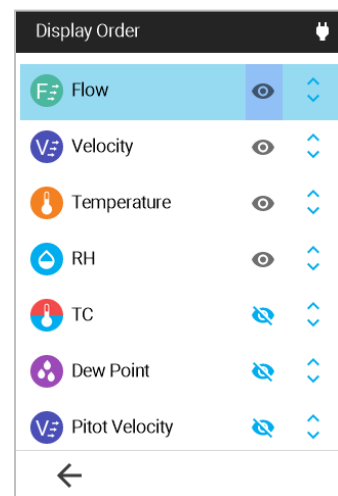 Display Order
F Flow
V Velocity
Temperature
RH
TC
Dew Point
V Pitot Velocity